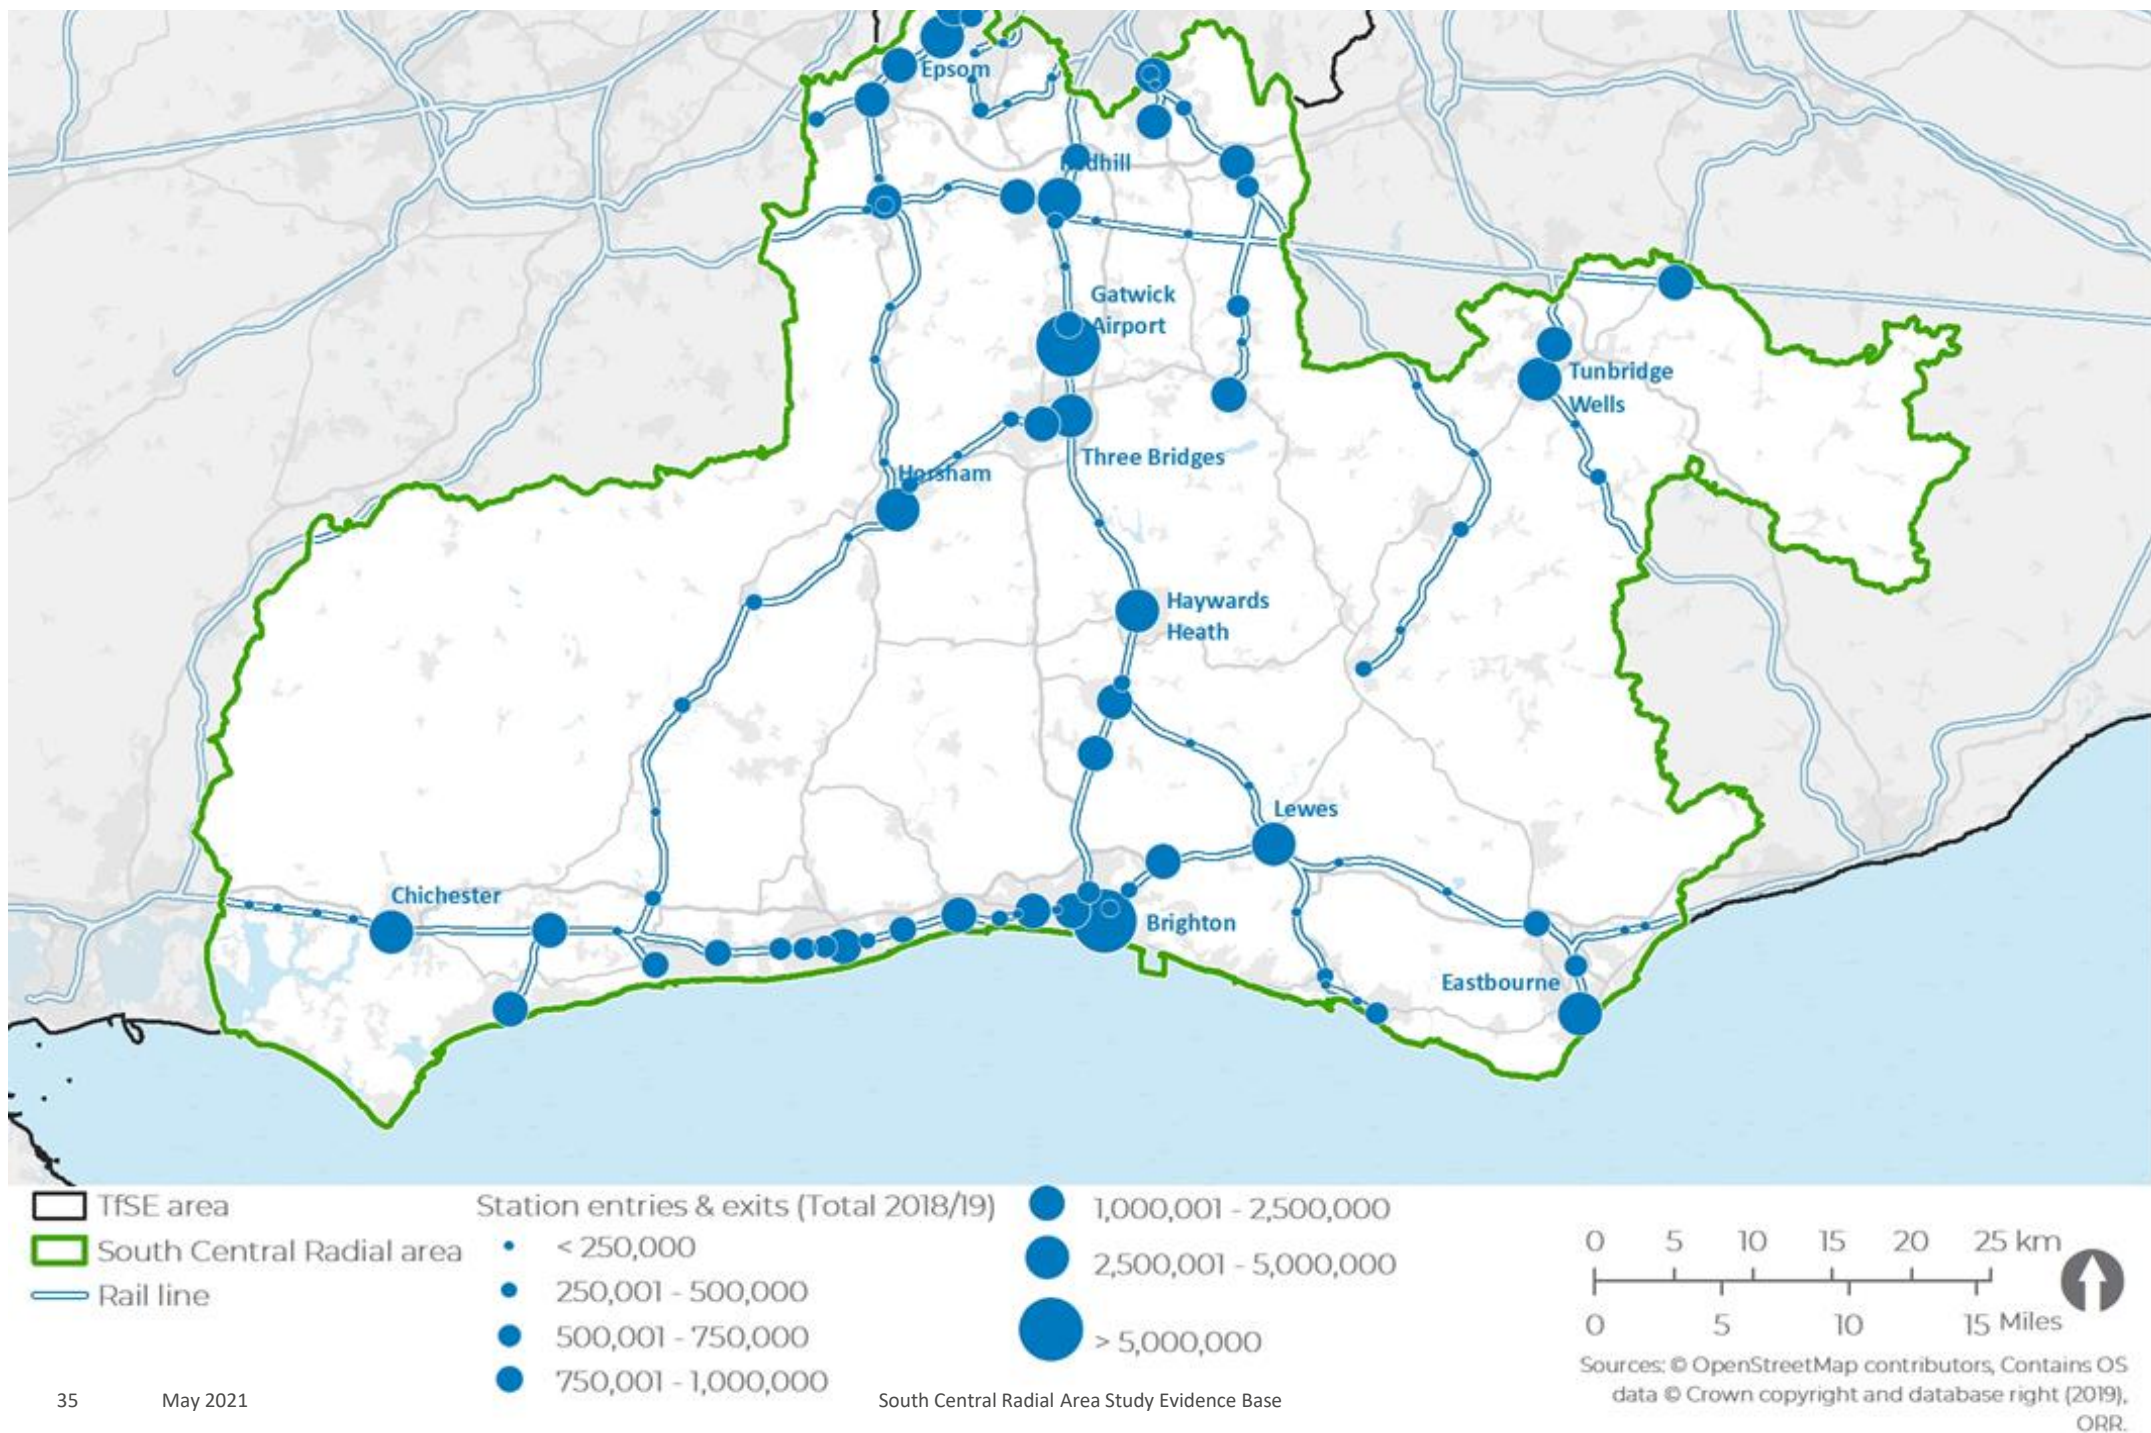 Epsom
Redhill
Gatwick
Airport
Tunbridge
Wells
Three Bridges
Horsham
Haywards
Heath
Lewes
Chichester
Brighton
Eastbourne
TfSE area
South Central Radial area
Rail line
Station entries & exits (Total 2018/19)
< 250,000
250,001 - 500,000
500,001 - 750,000
750,001 - 1,000,000
1,000,001 - 2,500,000
2,500,001 - 5,000,000
> 5,000,000
0 5 10 15 20 25 km
0 5 10 15 Miles
Sources: © OpenStreetMap contributors, Contains OS
data © Crown copyright and database right (2019),
ORR.
35 May 2021 South Central Radial Area Study Evidence Base